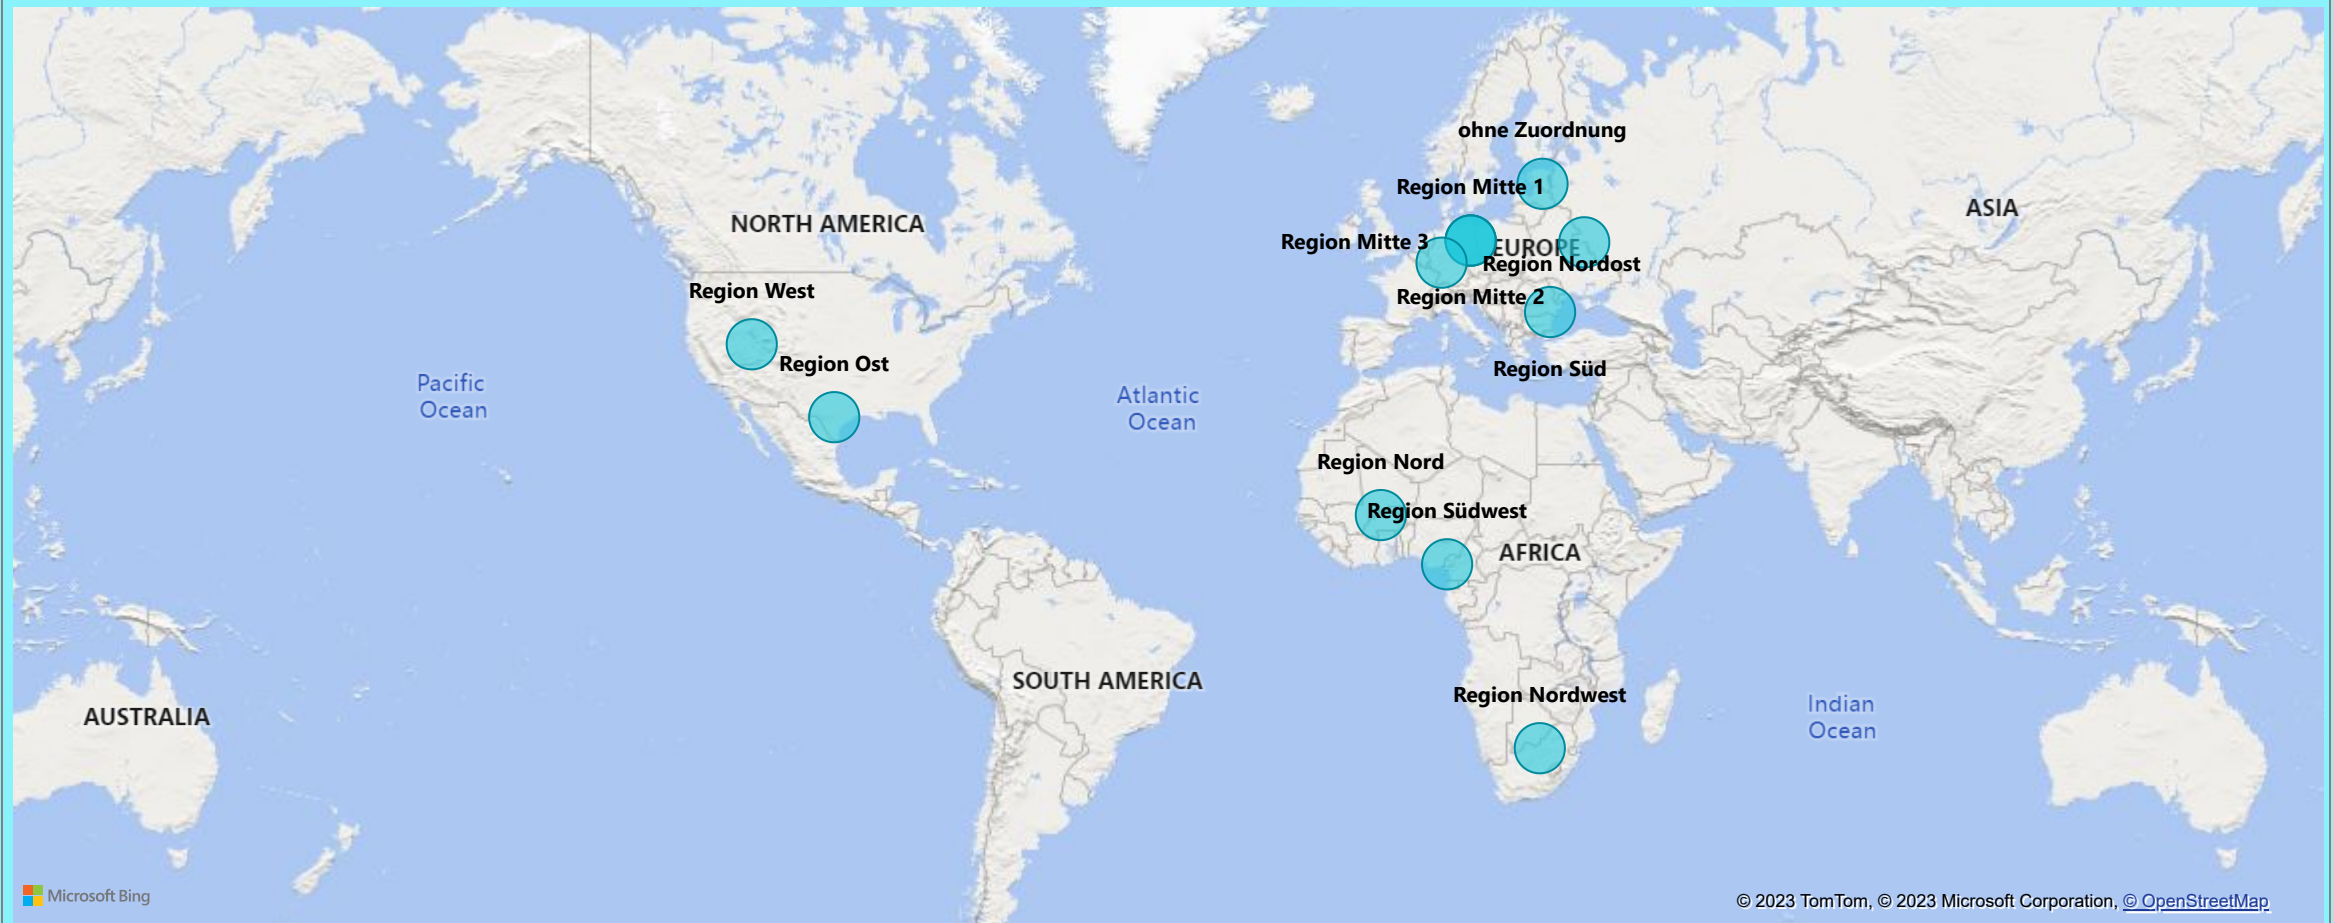 ohne Zuordnung
Region Mitte 1
ASIA
NORTH AMERICA
Region Mitte 3
EUROPE
Region Nordost
Region West
Region Mitte 2
Region Ost
Region Süd
Pacific
Ocean
Atlantic
Ocean
Region Nord
Region Südwest
AFRICA
SOUTH AMERICA
Region Nordwest
AUSTRALIA
Indian
Ocean
Microsoft Bing
© 2023 TomTom, © 2023 Microsoft Corporation, © OpenStreetMap